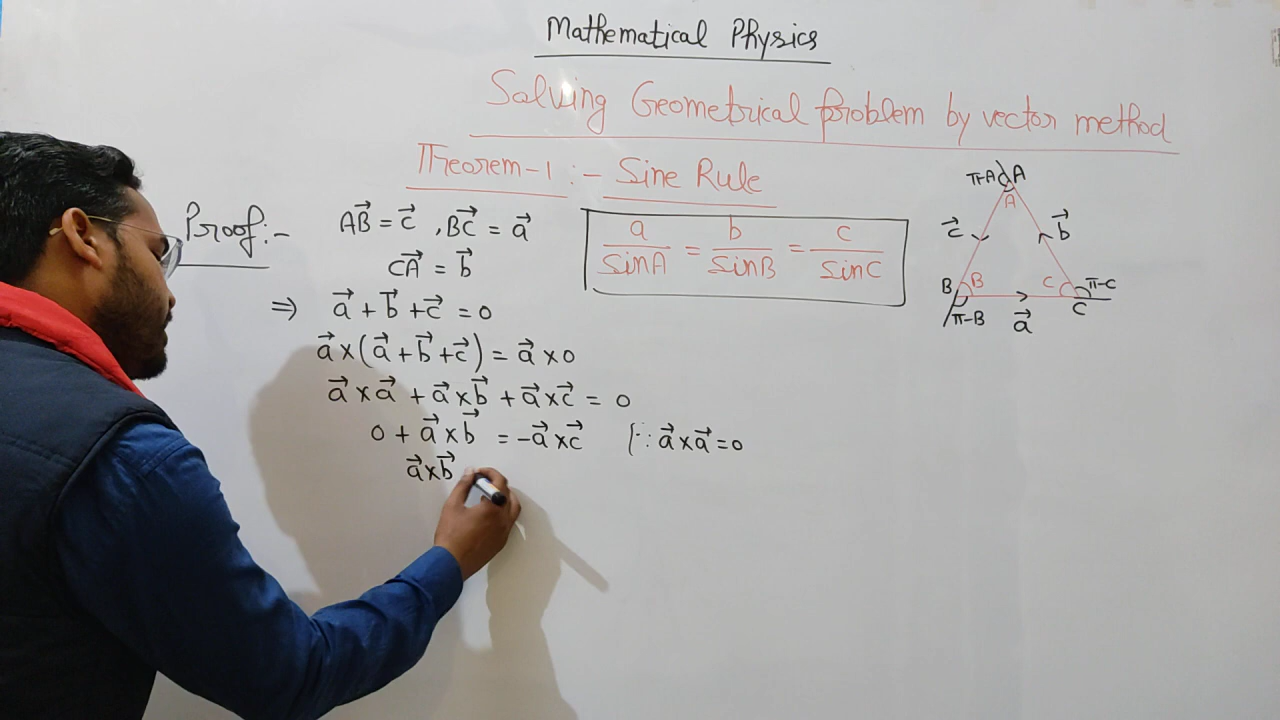 Mathematical Physics
Solving Geometrical problem by vector method
Theorem-1 :- Sine Rule
Proof:-
AB⃗ = c⃗ , BC⃗ = a⃗
CA⃗ = b⃗
⇒ a⃗ + b⃗ + c⃗ = 0
a⃗ × (a⃗ + b⃗ + c⃗) = a⃗ × 0
a⃗ × a⃗ + a⃗ × b⃗ + a⃗ × c⃗ = 0
0 + a⃗ × b⃗ = -a⃗ × c⃗ [∵ a⃗ × a⃗ = 0
a⃗ × b⃗
a/sinA = b/sinB = c/sinC
π-A A
A
c⃗ b⃗
B B C π-C
π-B a⃗ C